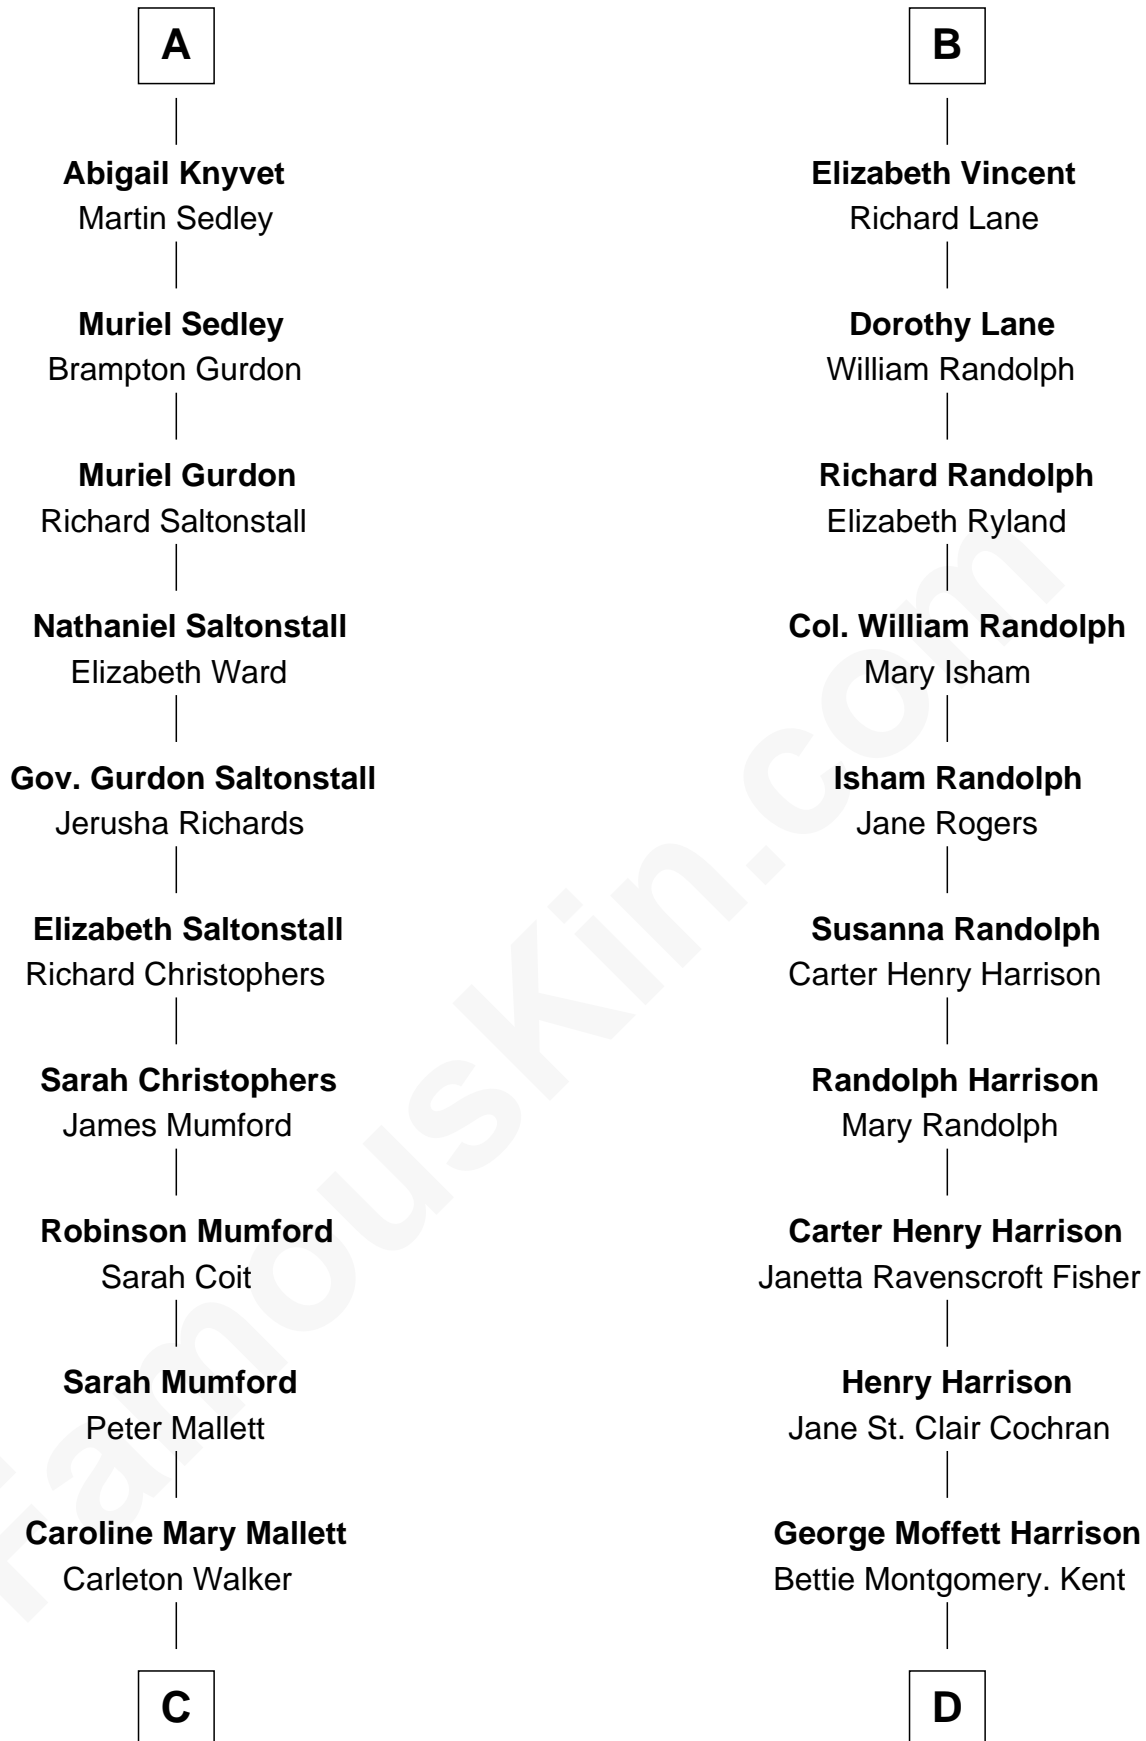 A
Abigail Knyvet
Martin Sedley
Muriel Sedley
Brampton Gurdon
Muriel Gurdon
Richard Saltonstall
Nathaniel Saltonstall
Elizabeth Ward
Gov. Gurdon Saltonstall
Jerusha Richards
Elizabeth Saltonstall
Richard Christophers
Sarah Christophers
James Mumford
Robinson Mumford
Sarah Coit
Sarah Mumford
Peter Mallett
Caroline Mary Mallett
Carleton Walker
C
B
Elizabeth Vincent
Richard Lane
Dorothy Lane
William Randolph
Richard Randolph
Elizabeth Ryland
Col. William Randolph
Mary Isham
Isham Randolph
Jane Rogers
Susanna Randolph
Carter Henry Harrison
Randolph Harrison
Mary Randolph
Carter Henry Harrison
Janetta Ravenscroft Fisher
Henry Harrison
Jane St. Clair Cochran
George Moffett Harrison
Bettie Montgomery. Kent
D
FamousKin.com